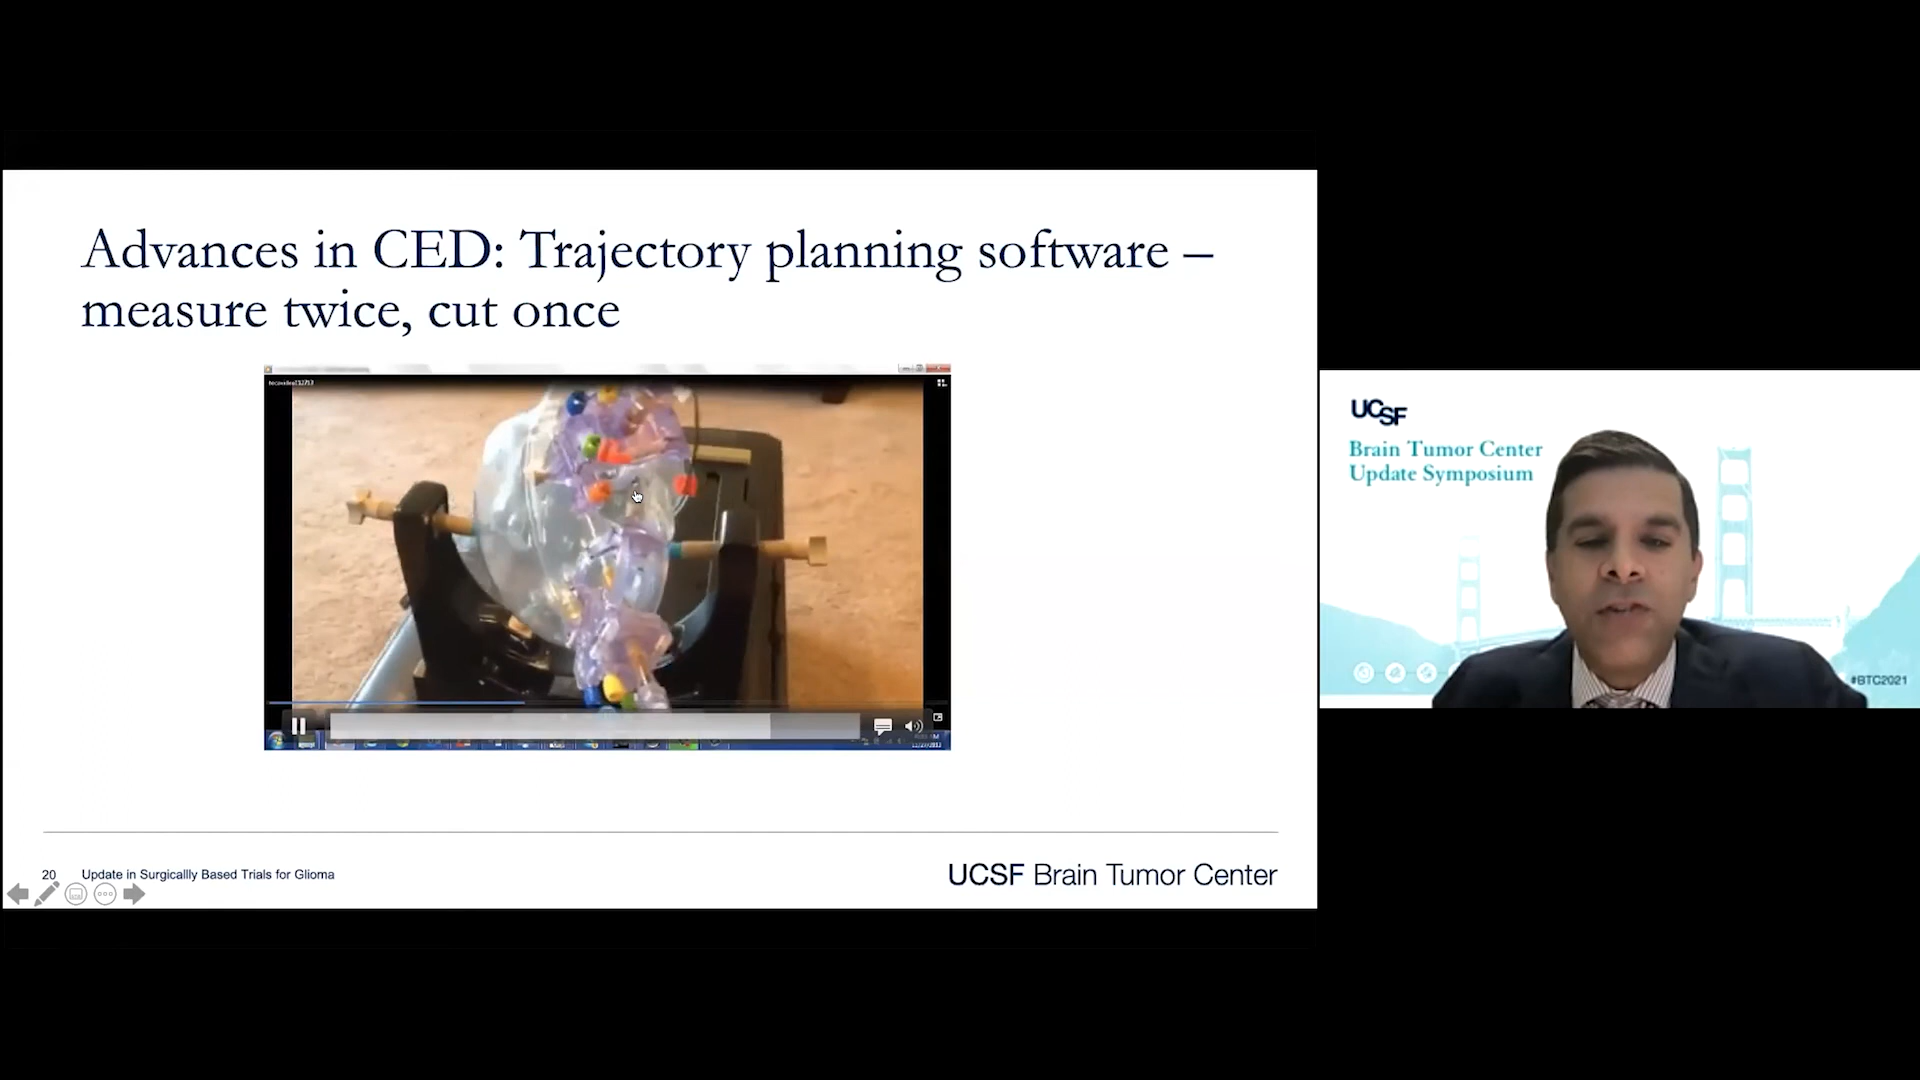 Advances in CED: Trajectory planning software –
measure twice, cut once
20
Update in Surgicallly Based Trials for Glioma
UCSF Brain Tumor Center
UCSF
Brain Tumor Center
Update Symposium
#BTC2021